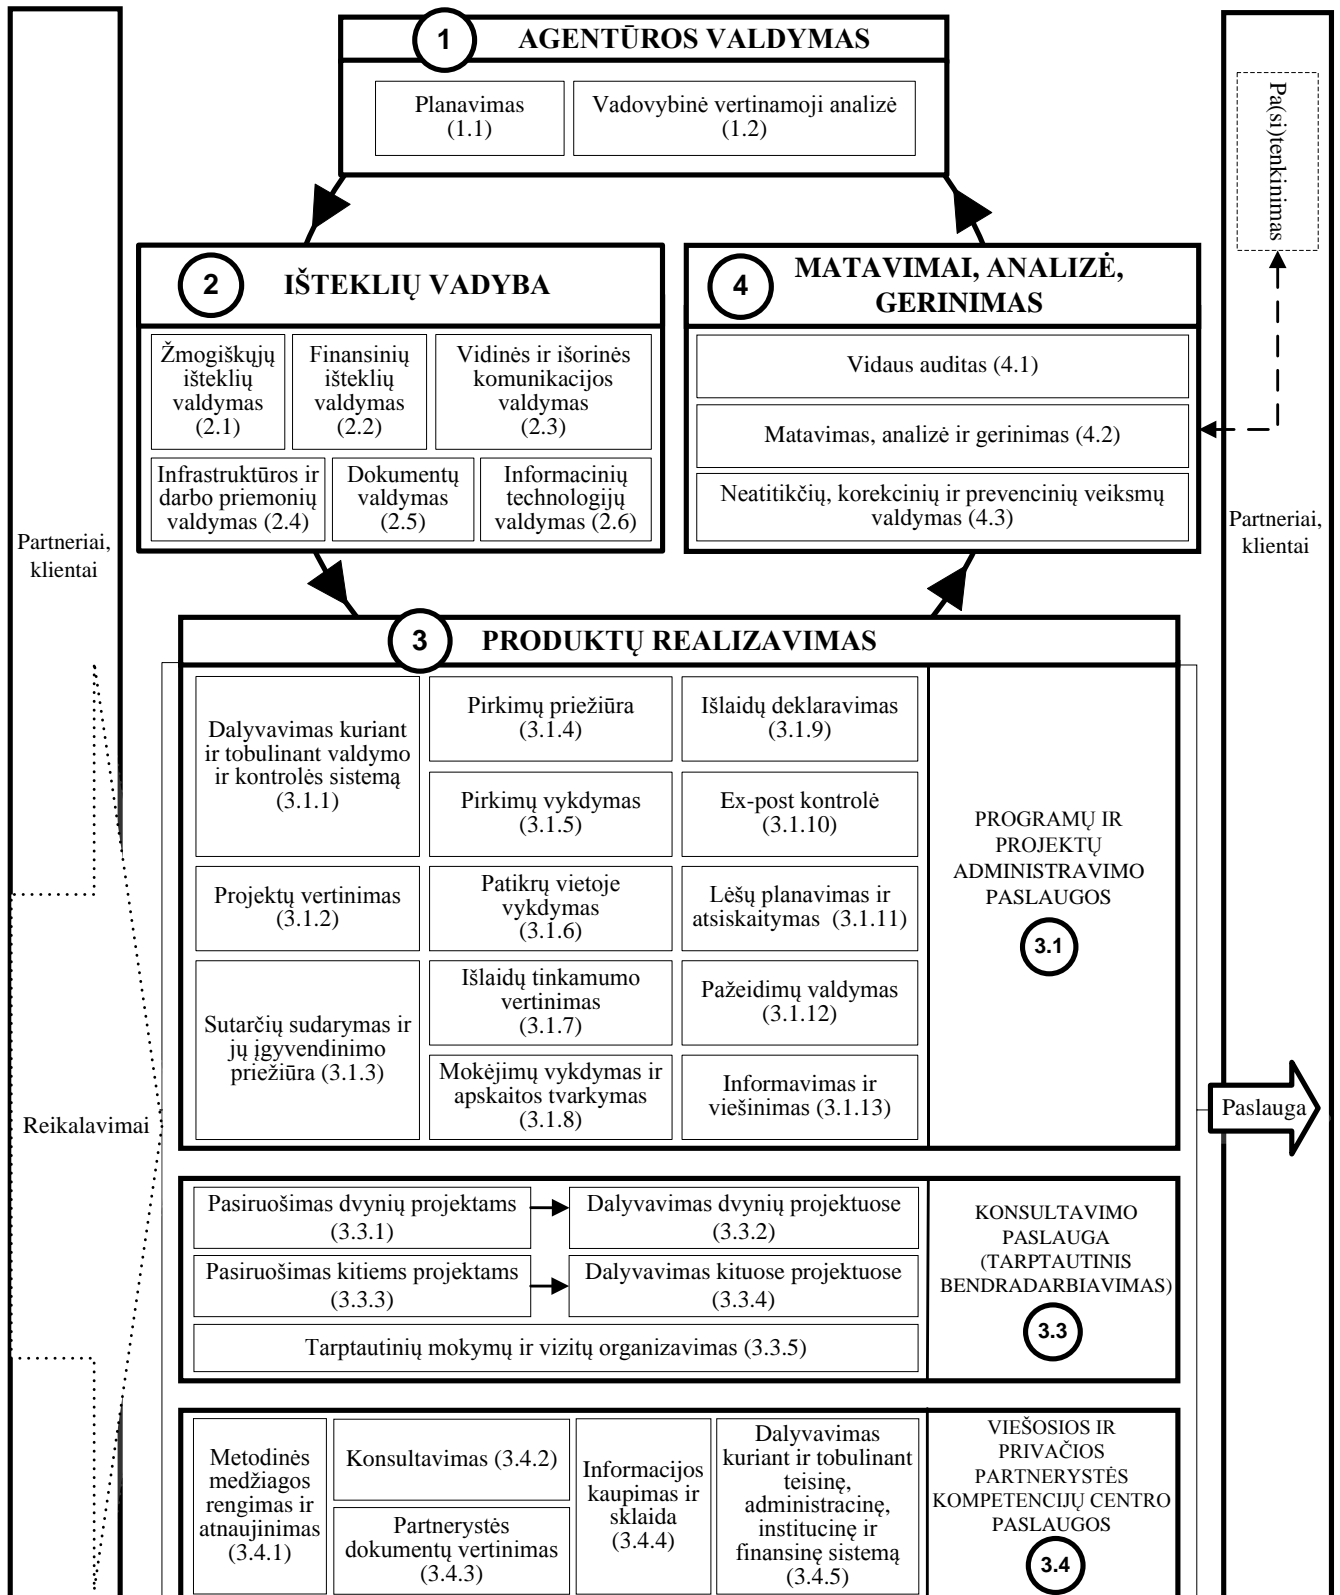 1
AGENTŪROS VALDYMAS
Planavimas
(1.1)
Vadovybinė vertinamoji analizė
(1.2)
Pa(si)tenkinimas
2
IŠTEKLIŲ VADYBA
Žmogiškųjų
išteklių
valdymas
(2.1)
Finansinių
išteklių
valdymas
(2.2)
Vidinės ir išorinės
komunikacijos
valdymas
(2.3)
Infrastruktūros ir
darbo priemonių
valdymas (2.4)
Dokumentų
valdymas
(2.5)
Informacinių
technologijų
valdymas (2.6)
4
MATAVIMAI, ANALIZĖ,
GERINIMAS
Vidaus auditas (4.1)
Matavimas, analizė ir gerinimas (4.2)
Neatitikčių, korekcinių ir prevencinių veiksmų
valdymas (4.3)
Partneriai,
klientai
Partneriai,
klientai
3
PRODUKTŲ REALIZAVIMAS
Dalyvavimas kuriant
ir tobulinant valdymo
ir kontrolės sistemą
(3.1.1)
Projektų vertinimas
(3.1.2)
Sutarčių sudarymas ir
jų įgyvendinimo
priežiūra (3.1.3)
Pirkimų priežiūra
(3.1.4)
Pirkimų vykdymas
(3.1.5)
Patikrų vietoje
vykdymas
(3.1.6)
Išlaidų tinkamumo
vertinimas
(3.1.7)
Mokėjimų vykdymas ir
apskaitos tvarkymas
(3.1.8)
Išlaidų deklaravimas
(3.1.9)
Ex-post kontrolė
(3.1.10)
Lėšų planavimas ir
atsiskaitymas (3.1.11)
Pažeidimų valdymas
(3.1.12)
Informavimas ir
viešinimas (3.1.13)
PROGRAMŲ IR
PROJEKTŲ
ADMINISTRAVIMO
PASLAUGOS
3.1
Reikalavimai
Paslauga
Pasiruošimas dvynių projektams
(3.3.1)
Dalyvavimas dvynių projektuose
(3.3.2)
Pasiruošimas kitiems projektams
(3.3.3)
Dalyvavimas kituose projektuose
(3.3.4)
Tarptautinių mokymų ir vizitų organizavimas (3.3.5)
KONSULTAVIMO
PASLAUGA
(TARPTAUTINIS
BENDRADARBIAVIMAS)
3.3
Metodinės
medžiagos
rengimas ir
atnaujinimas
(3.4.1)
Konsultavimas (3.4.2)
Partnerystės
dokumentų vertinimas
(3.4.3)
Informacijos
kaupimas ir
sklaida
(3.4.4)
Dalyvavimas
kuriant ir tobulinant
teisinę,
administracinę,
institucinę ir
finansinę sistemą
(3.4.5)
VIEŠOSIOS IR
PRIVAČIOS
PARTNERYSTĖS
KOMPETENCIJŲ CENTRO
PASLAUGOS
3.4